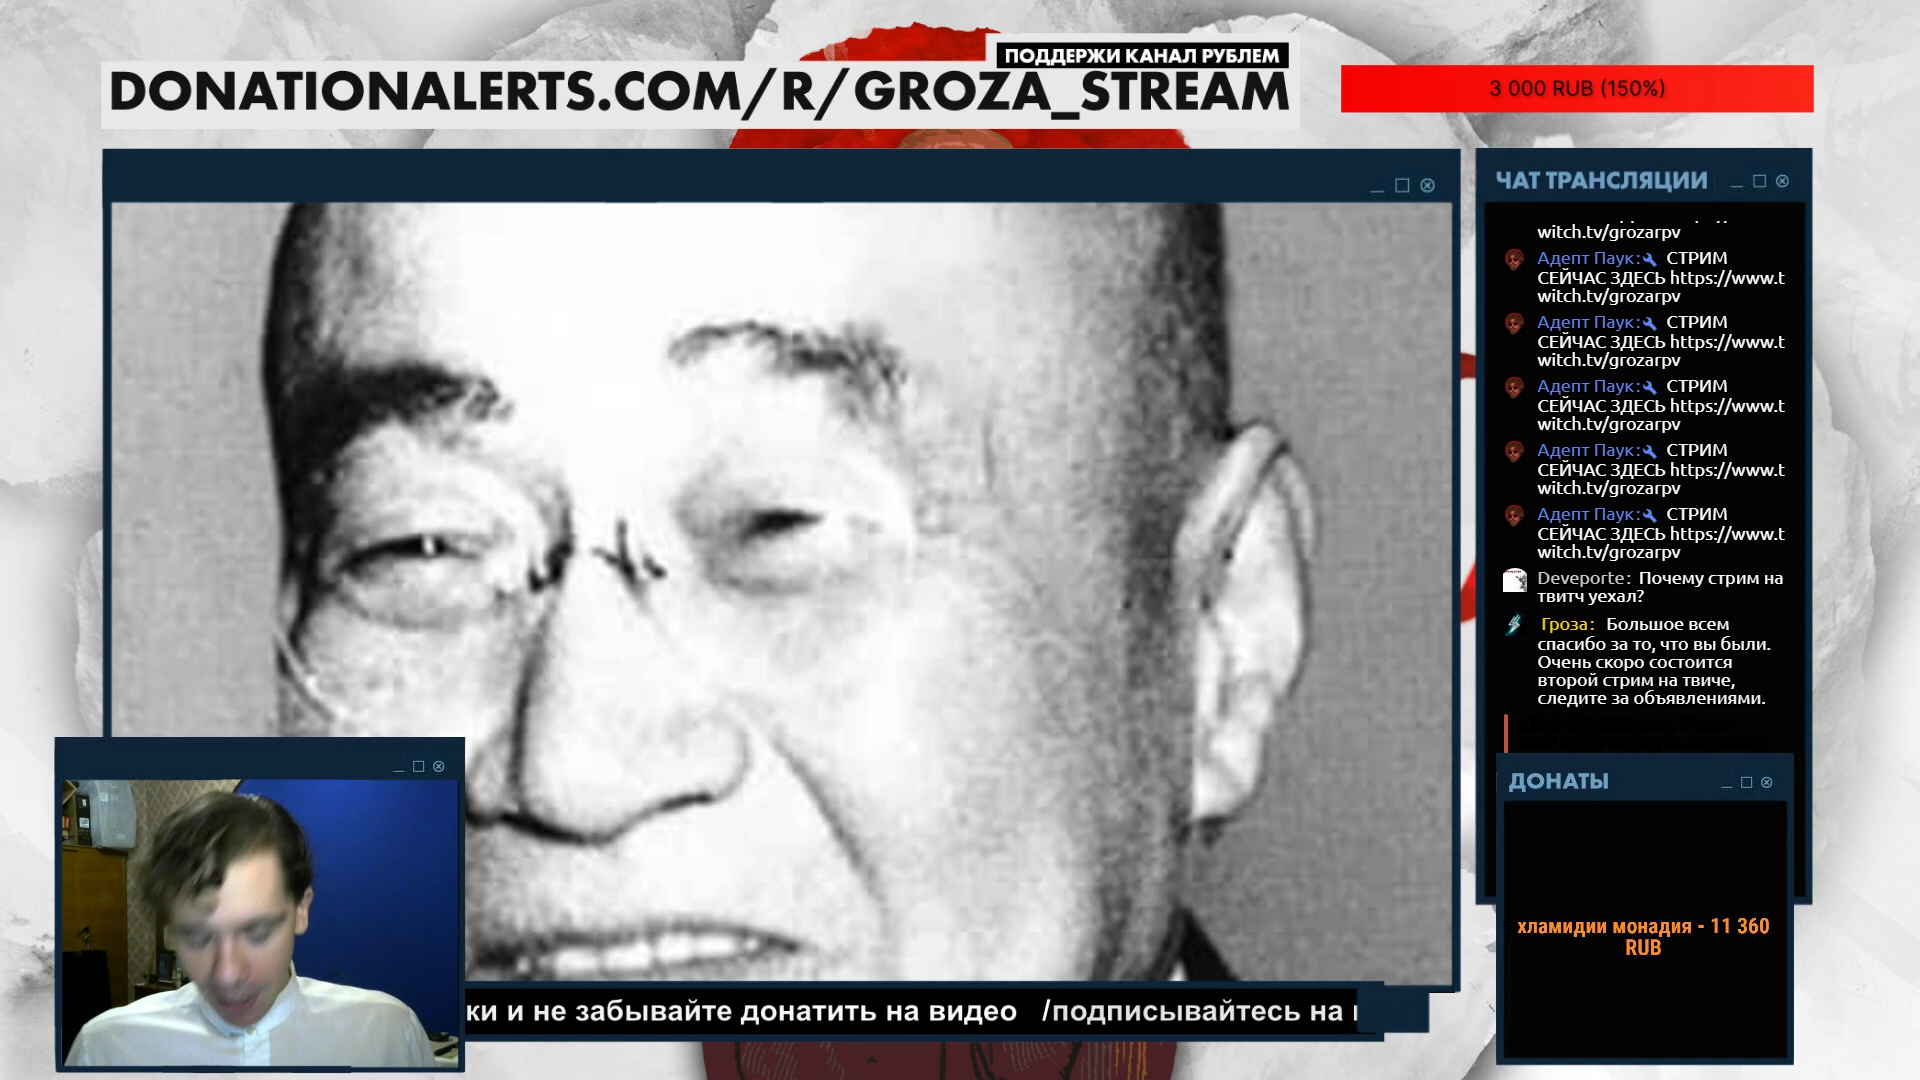 ПОДДЕРЖИ КАНАЛ РУБЛЕМ
DONATIONALERTS.COM/R/GROZA_STREAM
3 000 RUB (150%)
ЧАТ ТРАНСЛЯЦИИ
witch.tv/grozarpv
Адепт Паук: СТРИМ
СЕЙЧАС ЗДЕСЬ https://www.t
witch.tv/grozarpv
Адепт Паук: СТРИМ
СЕЙЧАС ЗДЕСЬ https://www.t
witch.tv/grozarpv
Адепт Паук: СТРИМ
СЕЙЧАС ЗДЕСЬ https://www.t
witch.tv/grozarpv
Адепт Паук: СТРИМ
СЕЙЧАС ЗДЕСЬ https://www.t
witch.tv/grozarpv
Адепт Паук: СТРИМ
СЕЙЧАС ЗДЕСЬ https://www.t
witch.tv/grozarpv
Deveporte: Почему стрим на
твитч уехал?
Гроза: Большое всем
спасибо за то, что вы были.
Очень скоро состоится
второй стрим на твиче,
следите за объявлениями.
ДОНАТЫ
хламидии монадия - 11 360
RUB
ки и не забывайте донатить на видео /подписывайтесь на